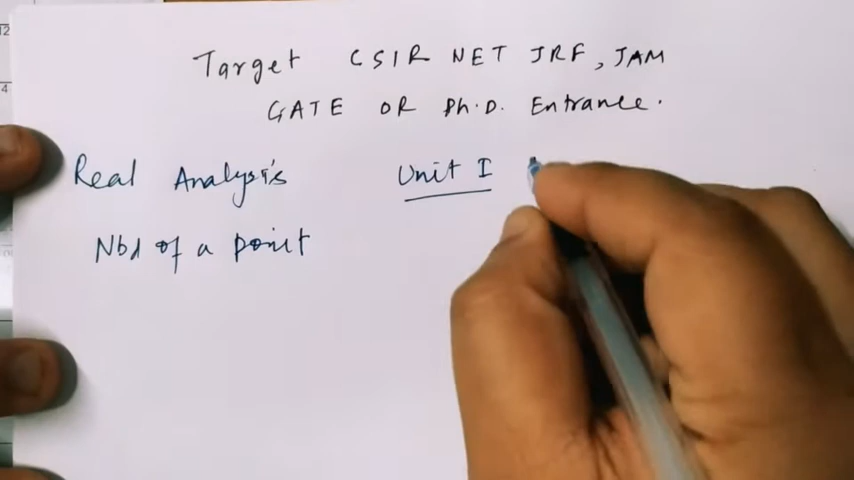 Target CSIR NET JRF, JAM
GATE OR Ph.D. Entrance.
Real Analysis Unit I
Nbd of a point